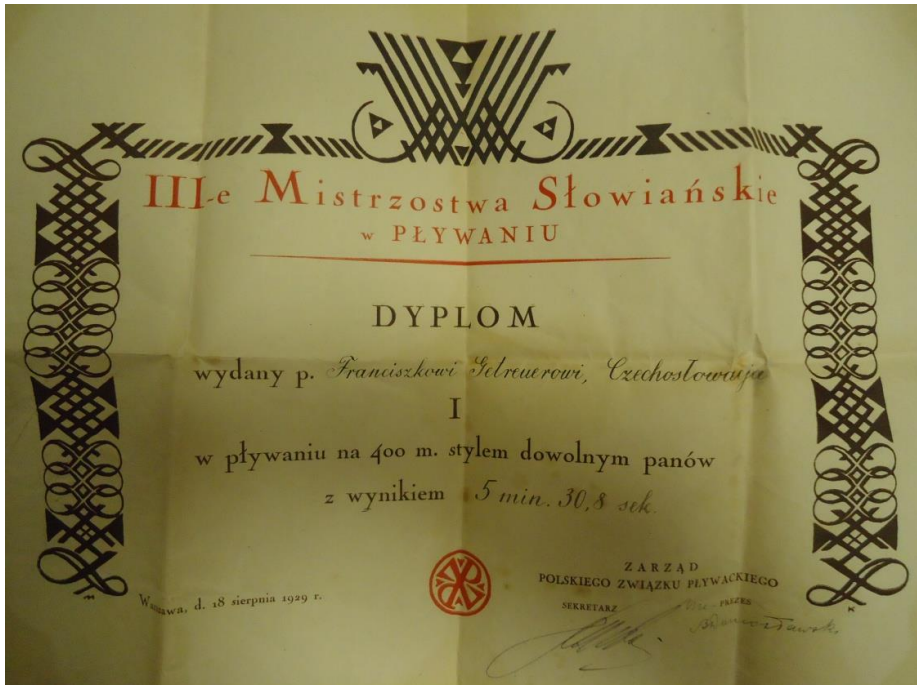 III-e Mistrzostwa Słowiańskie
w PŁYWANIU
DYPLOM
wydany p. Franciszkowi Getreuerowi, Czechosłowacja
I
w pływaniu na 400 m. stylem dowolnym panów
z wynikiem 5 min. 30,8 sek.
Warszawa, d. 18 sierpnia 1929 r.
ZARZĄD
POLSKIEGO ZWIĄZKU PŁYWACKIEGO
SEKRETARZ PREZES